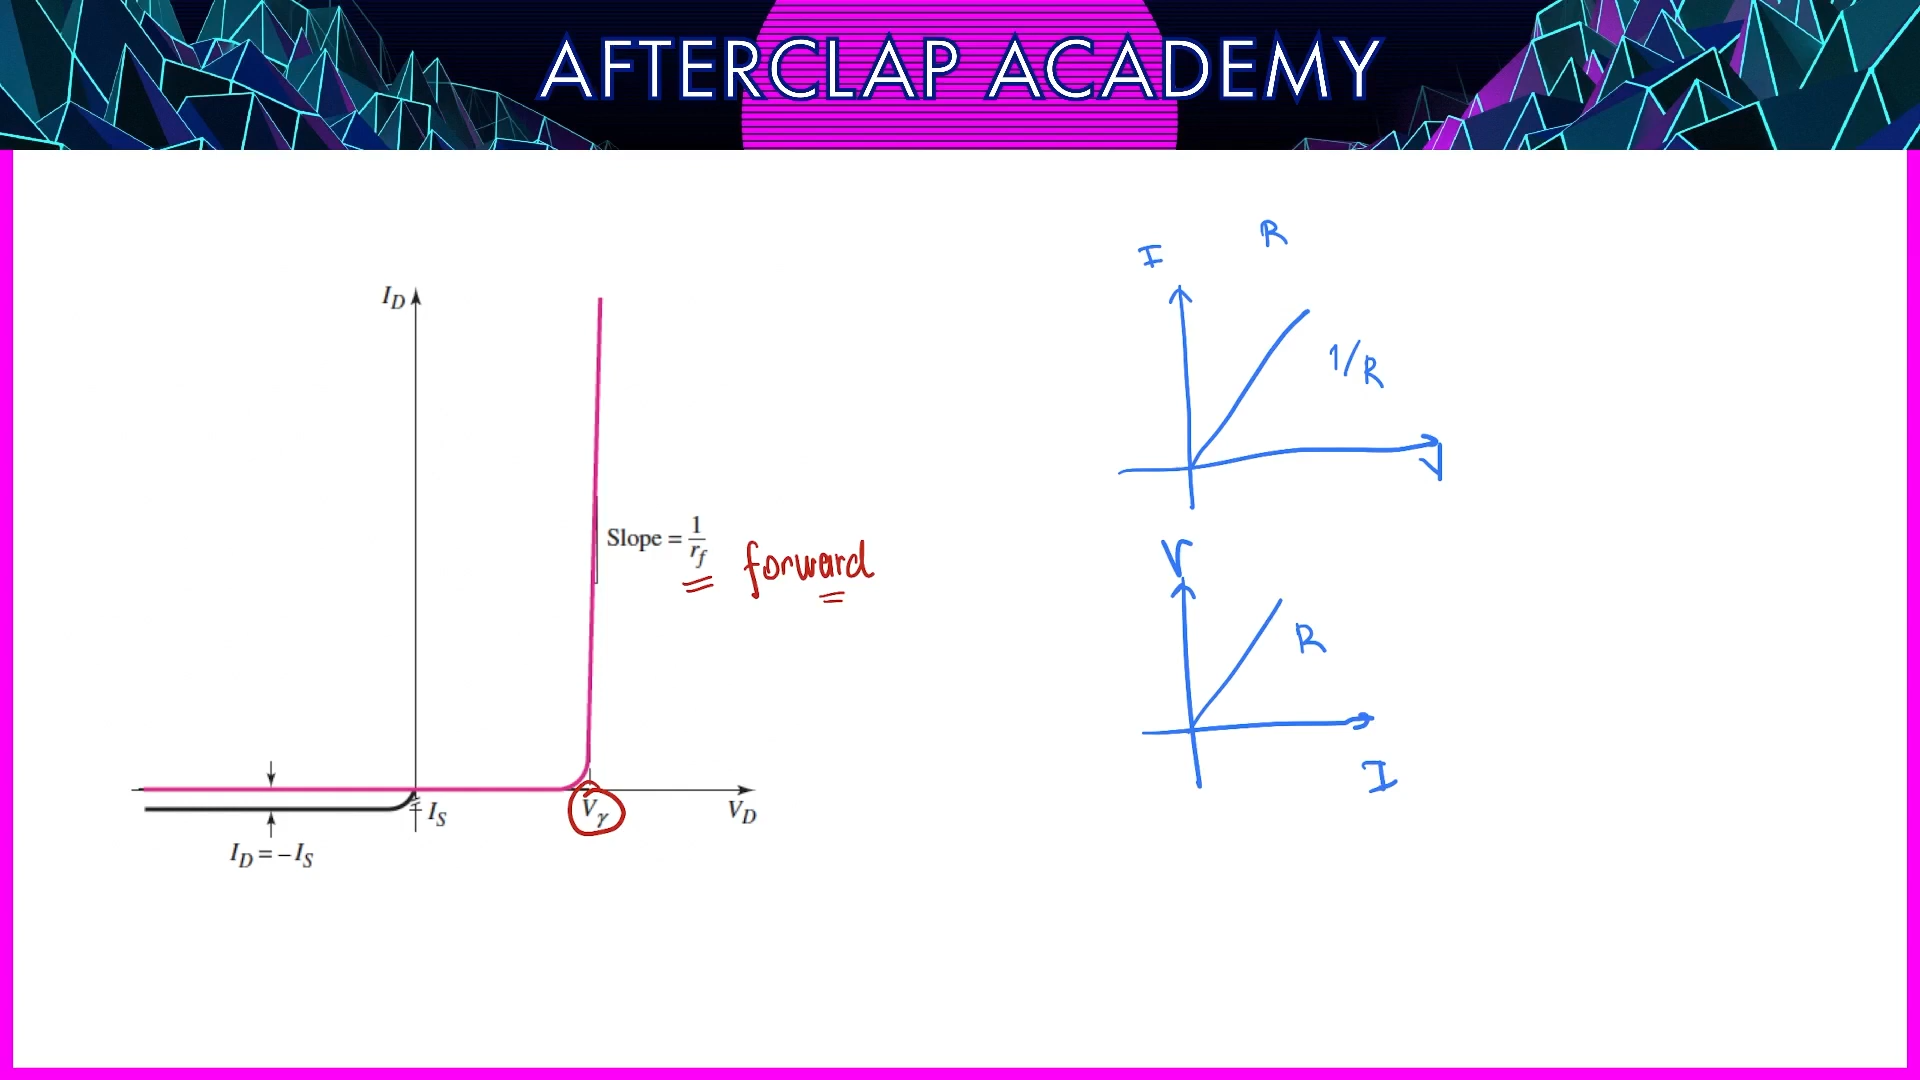 AFTERCLAP ACADEMY
I_D
Slope = 1/r_f
forward
V_γ
V_D
I_S
I_D = –I_S
R
I
1/R
V
V
R
I